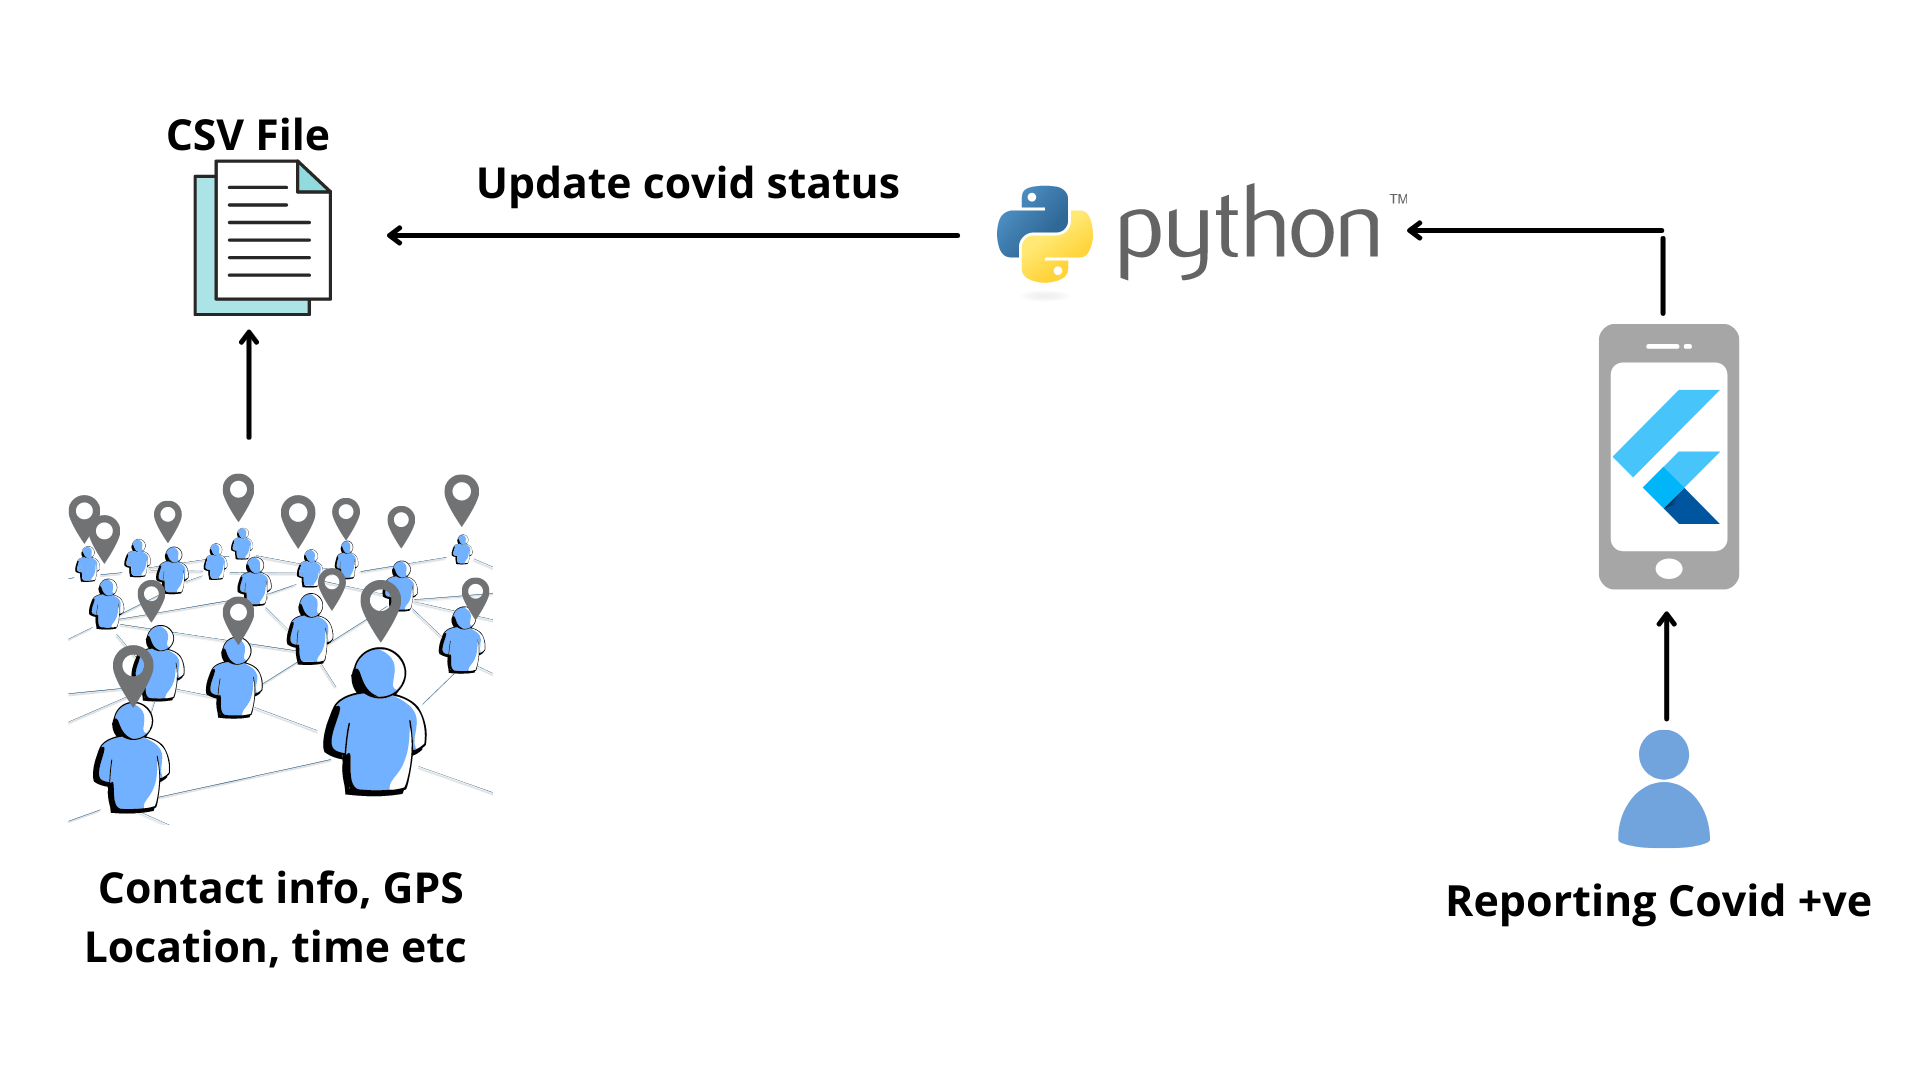 CSV File
Update covid status
python
TM
Contact info, GPS
Location, time etc
Reporting Covid +ve